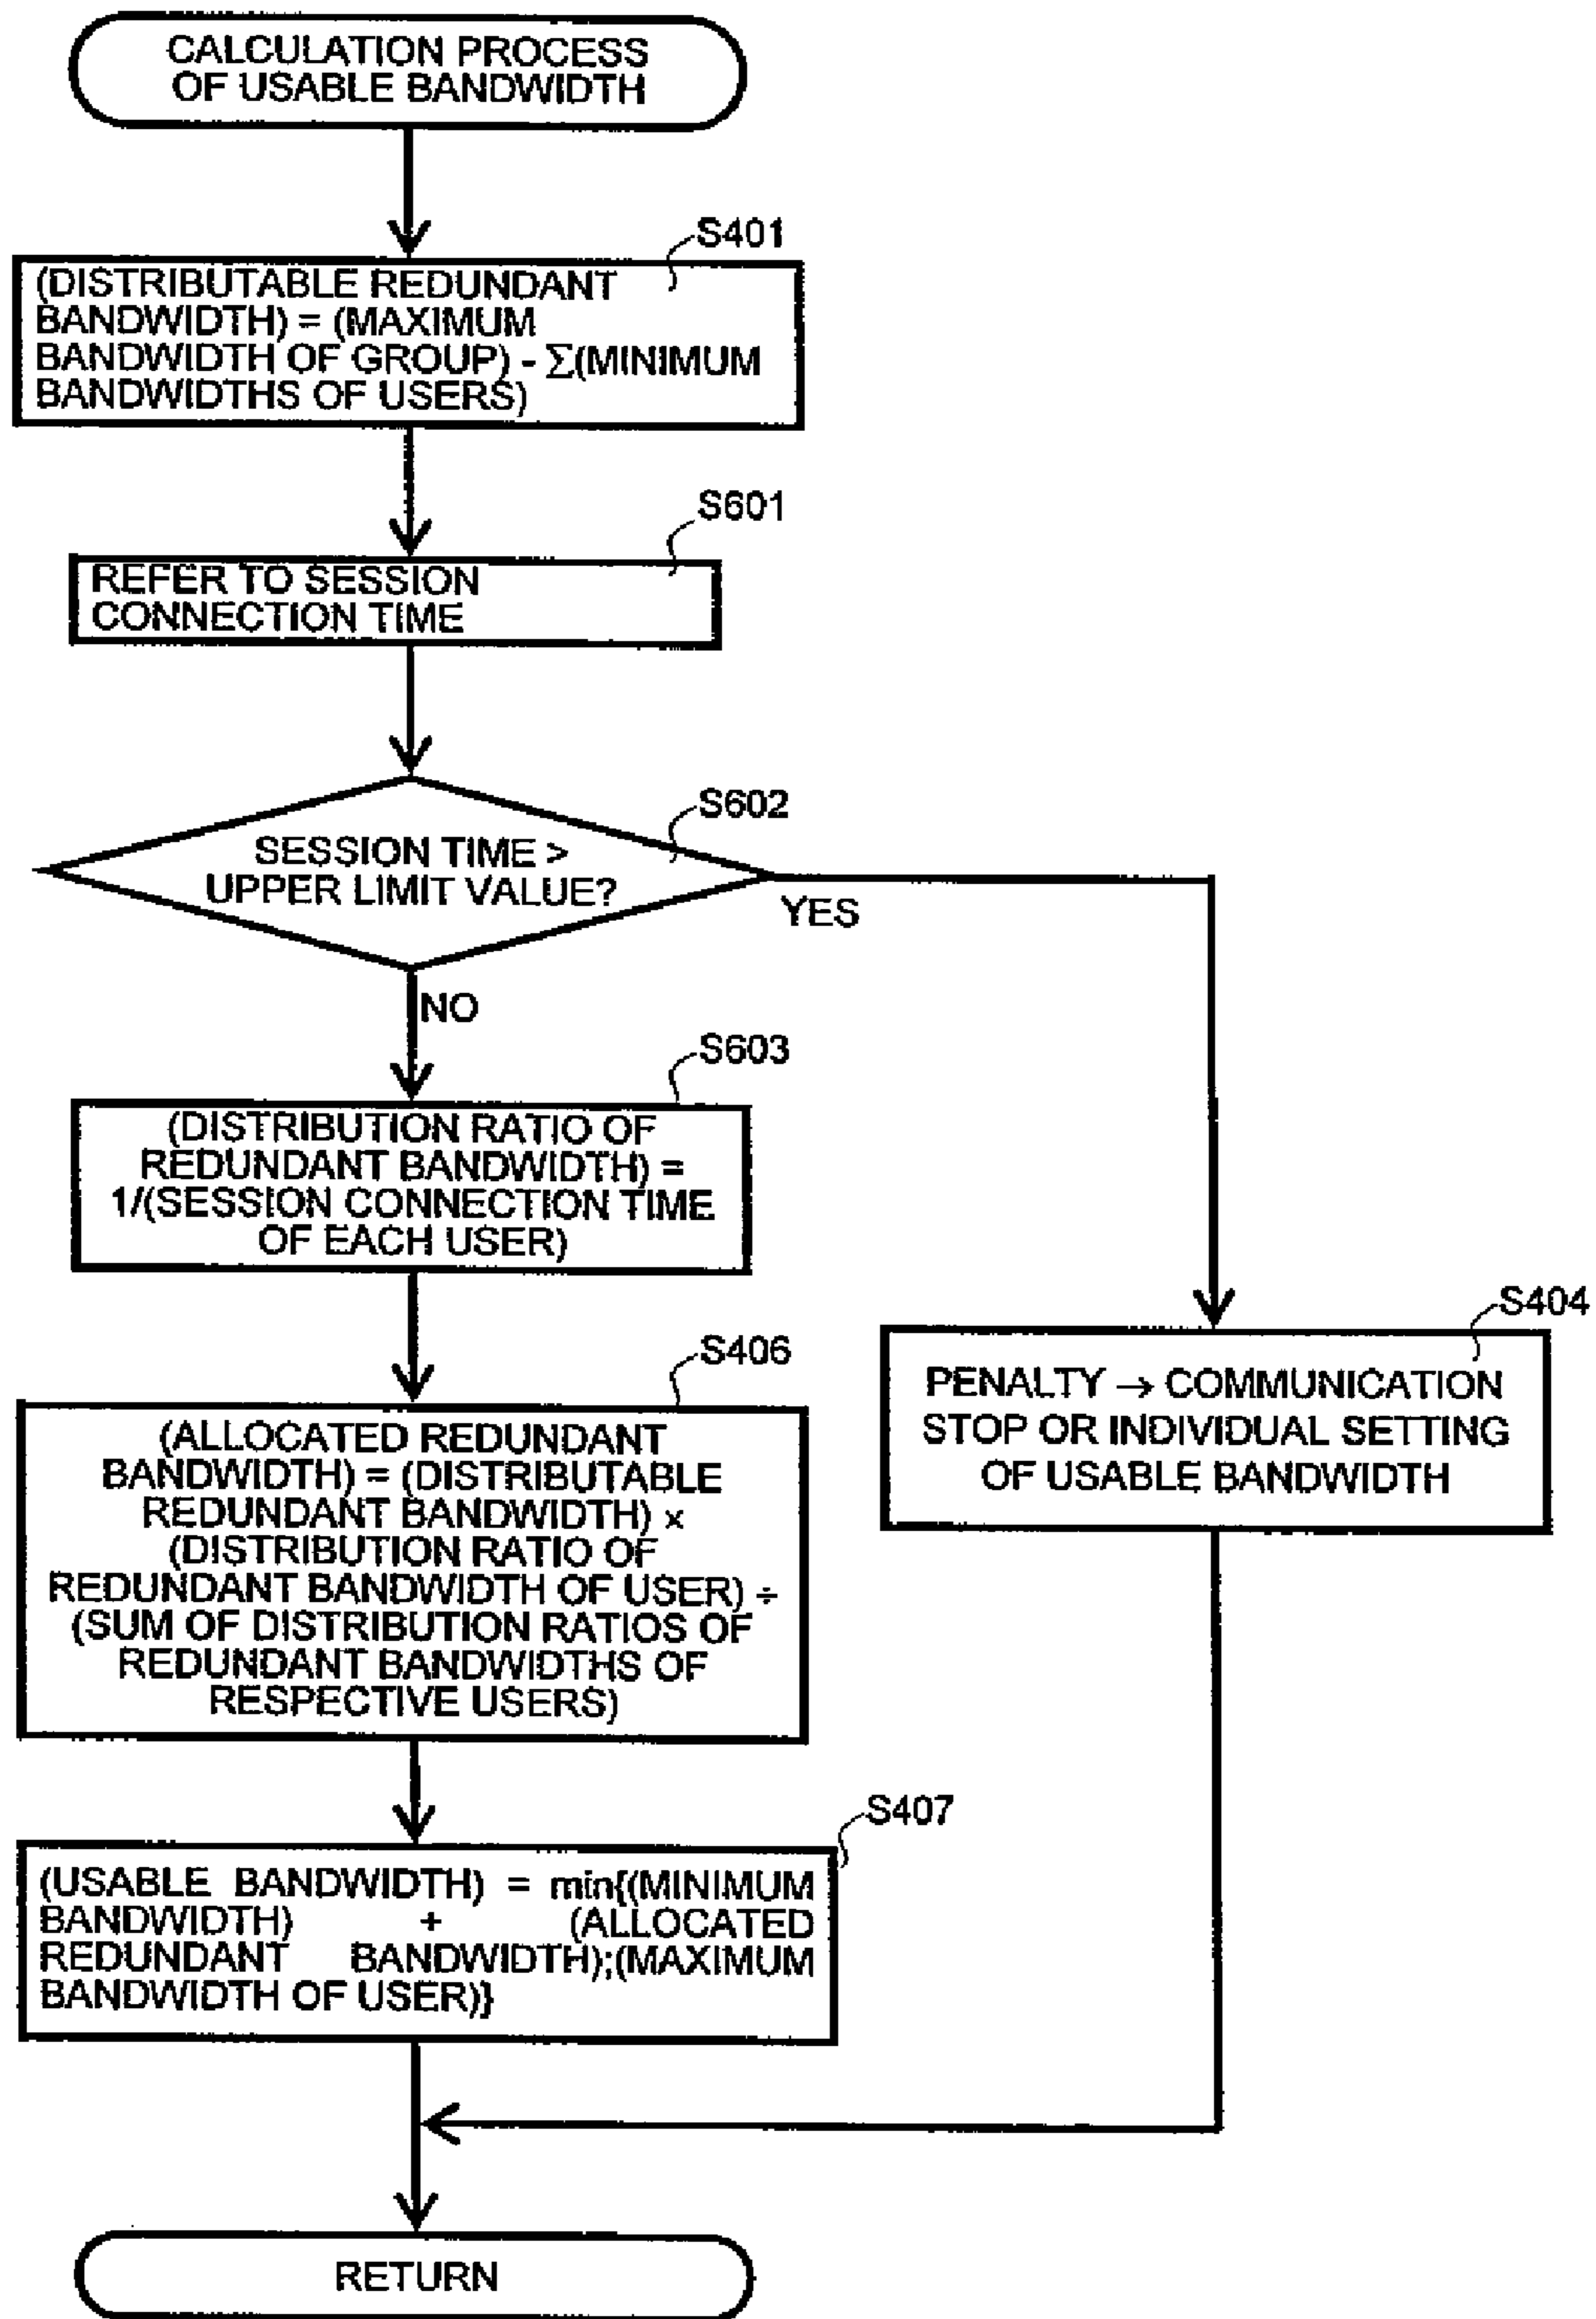 CALCULATION PROCESS
OF USABLE BANDWIDTH
S401
(DISTRIBUTABLE REDUNDANT
BANDWIDTH) = (MAXIMUM
BANDWIDTH OF GROUP) - Σ(MINIMUM
BANDWIDTHS OF USERS)
S601
REFER TO SESSION
CONNECTION TIME
S602
SESSION TIME >
UPPER LIMIT VALUE?
YES
NO
S603
(DISTRIBUTION RATIO OF
REDUNDANT BANDWIDTH) =
1/(SESSION CONNECTION TIME
OF EACH USER)
S404
PENALTY → COMMUNICATION
STOP OR INDIVIDUAL SETTING
OF USABLE BANDWIDTH
S406
(ALLOCATED REDUNDANT
BANDWIDTH) = (DISTRIBUTABLE
REDUNDANT BANDWIDTH) ×
(DISTRIBUTION RATIO OF
REDUNDANT BANDWIDTH OF USER) ÷
(SUM OF DISTRIBUTION RATIOS OF
REDUNDANT BANDWIDTHS OF
RESPECTIVE USERS)
S407
(USABLE BANDWIDTH) = min{(MINIMUM
BANDWIDTH) + (ALLOCATED
REDUNDANT BANDWIDTH);(MAXIMUM
BANDWIDTH OF USER)}
RETURN